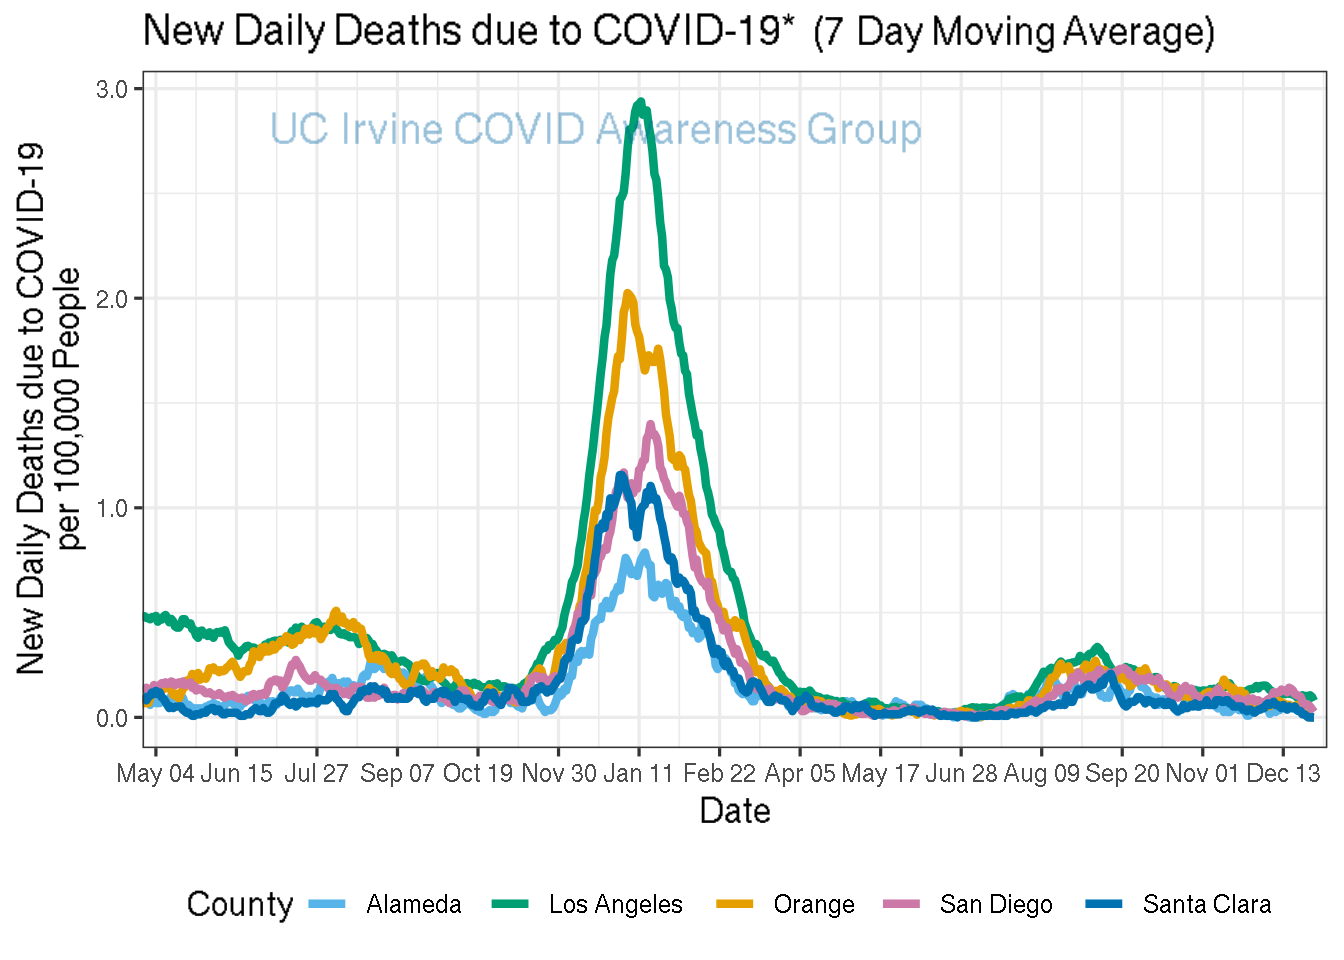 New Daily Deaths due to COVID-19* (7 Day Moving Average)
UC Irvine COVID Awareness Group
New Daily Deaths due to COVID-19
per 100,000 People
3.0
2.0
1.0
0.0
May 04 Jun 15 Jul 27 Sep 07 Oct 19 Nov 30 Jan 11 Feb 22 Apr 05 May 17 Jun 28 Aug 09 Sep 20 Nov 01 Dec 13
Date
County Alameda Los Angeles Orange San Diego Santa Clara